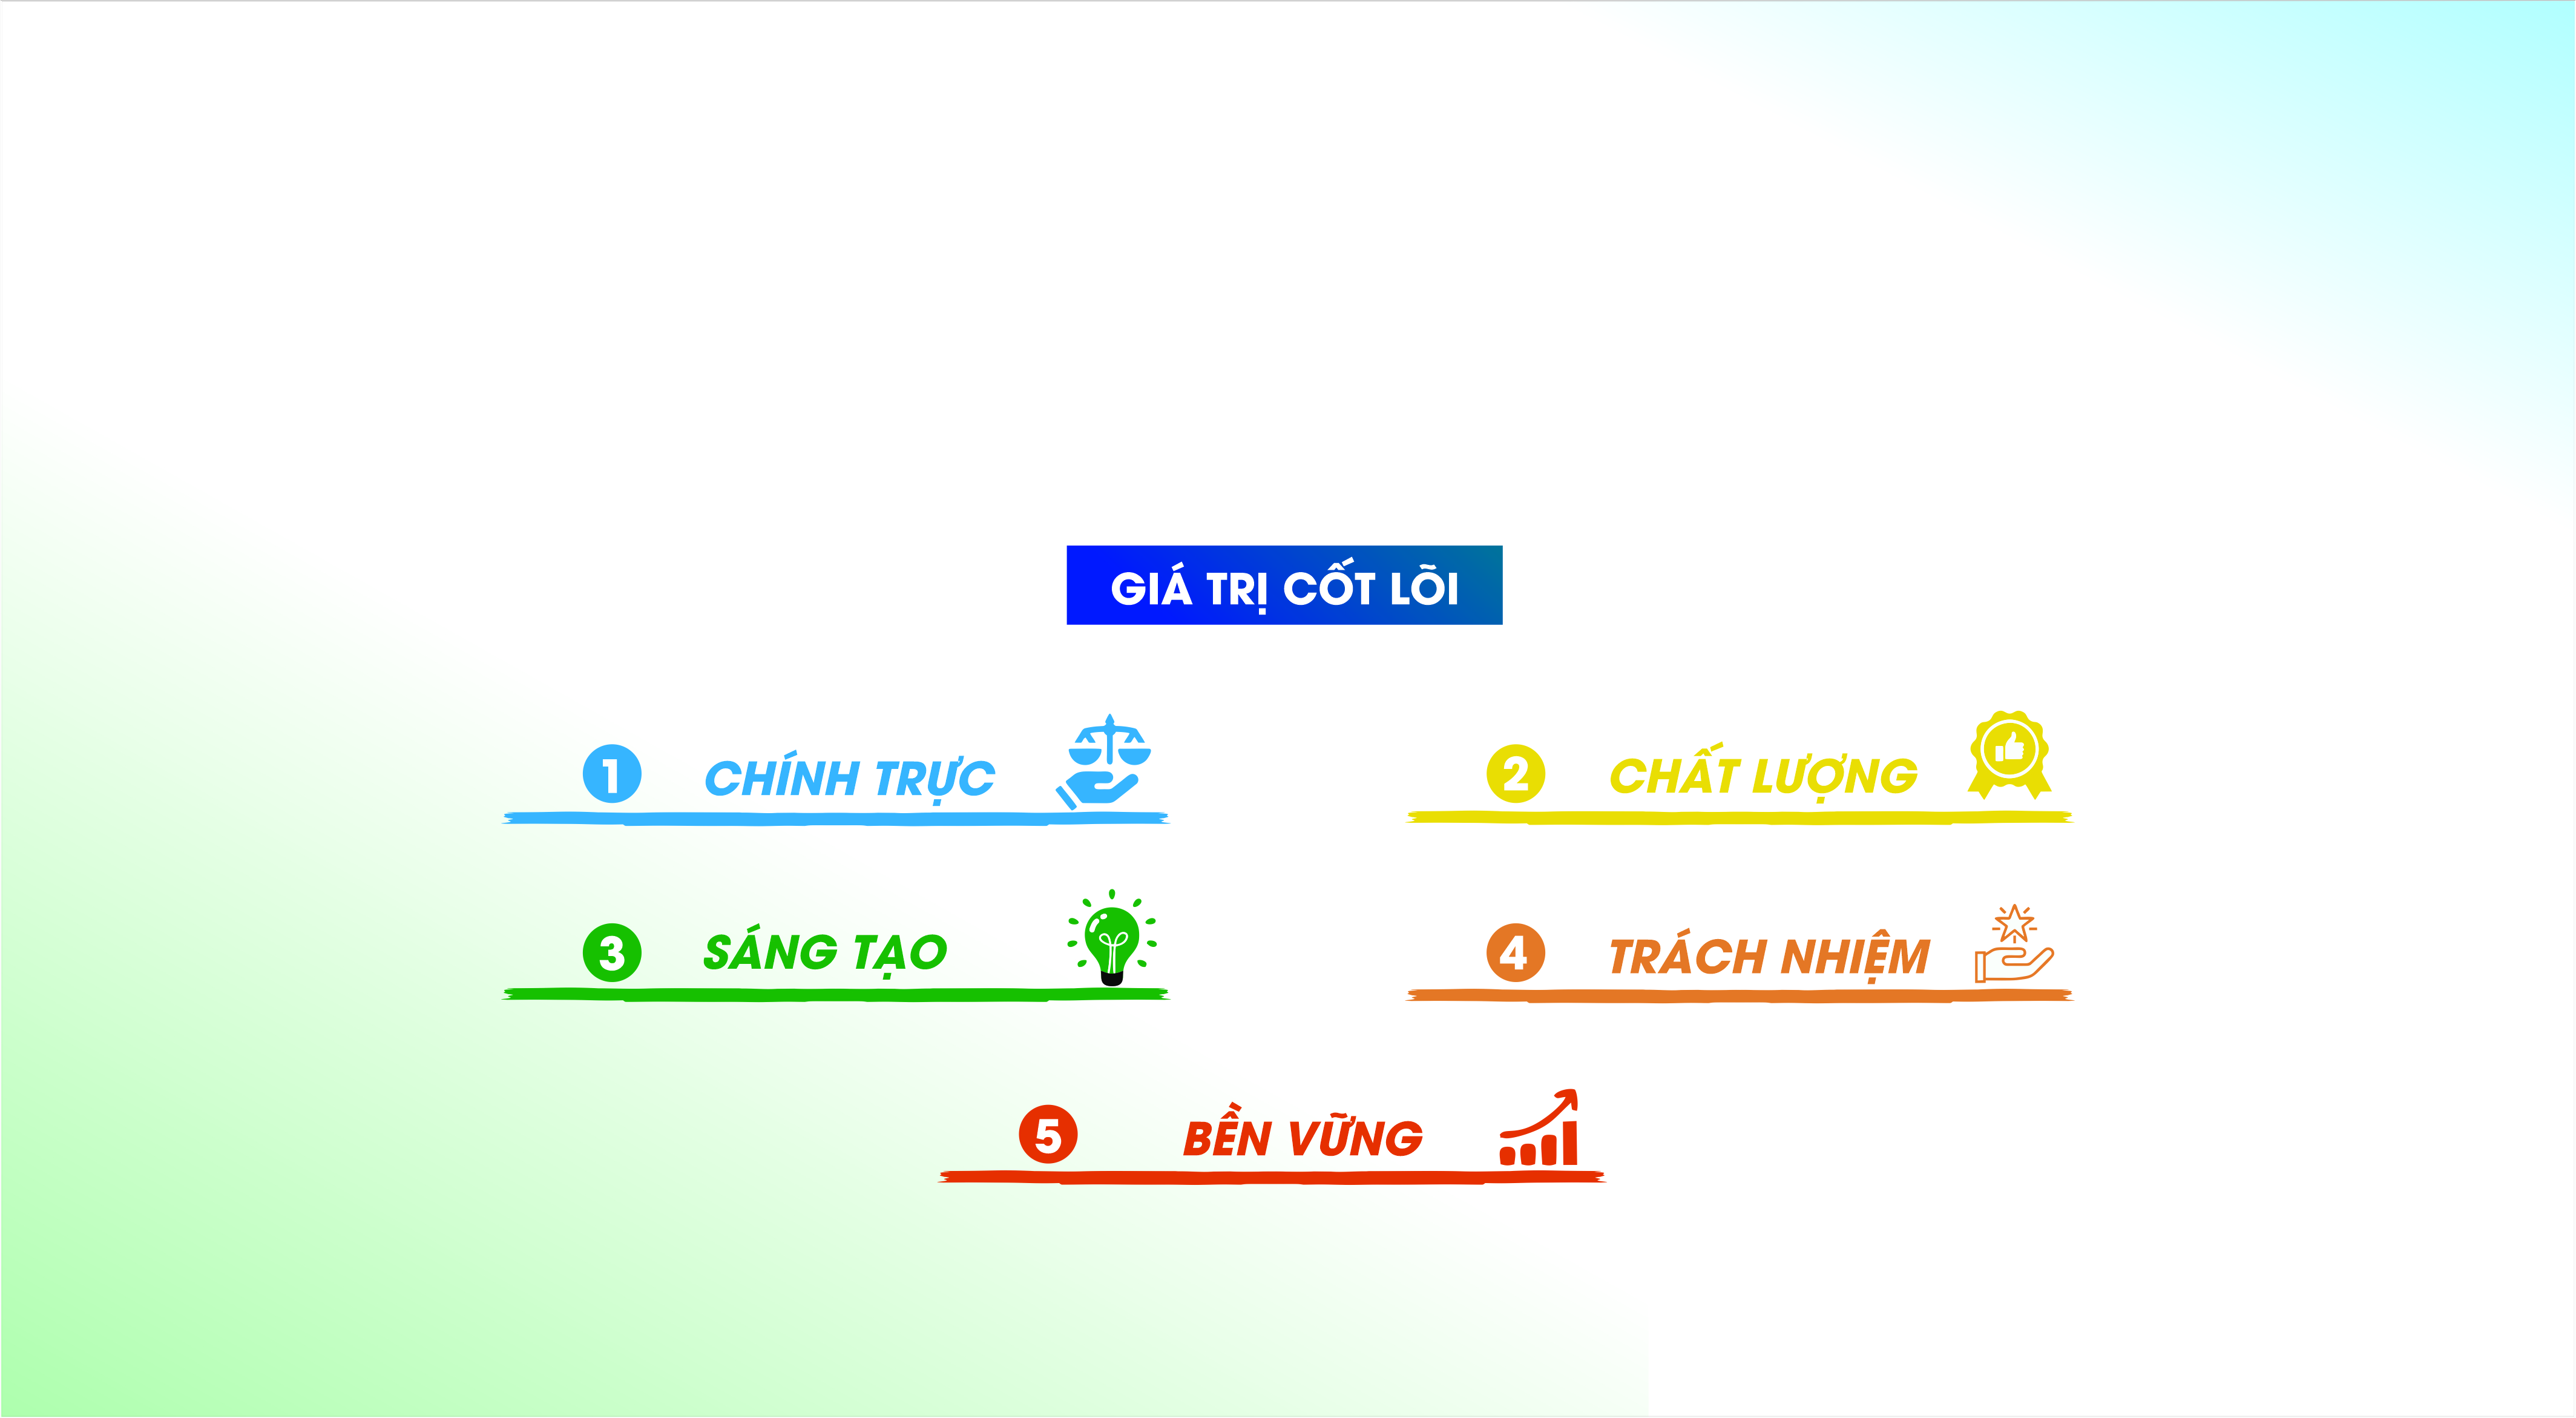 GIÁ TRỊ CỐT LÕI
1 CHÍNH TRỰC
2 CHẤT LƯỢNG
3 SÁNG TẠO
4 TRÁCH NHIỆM
5 BỀN VỮNG